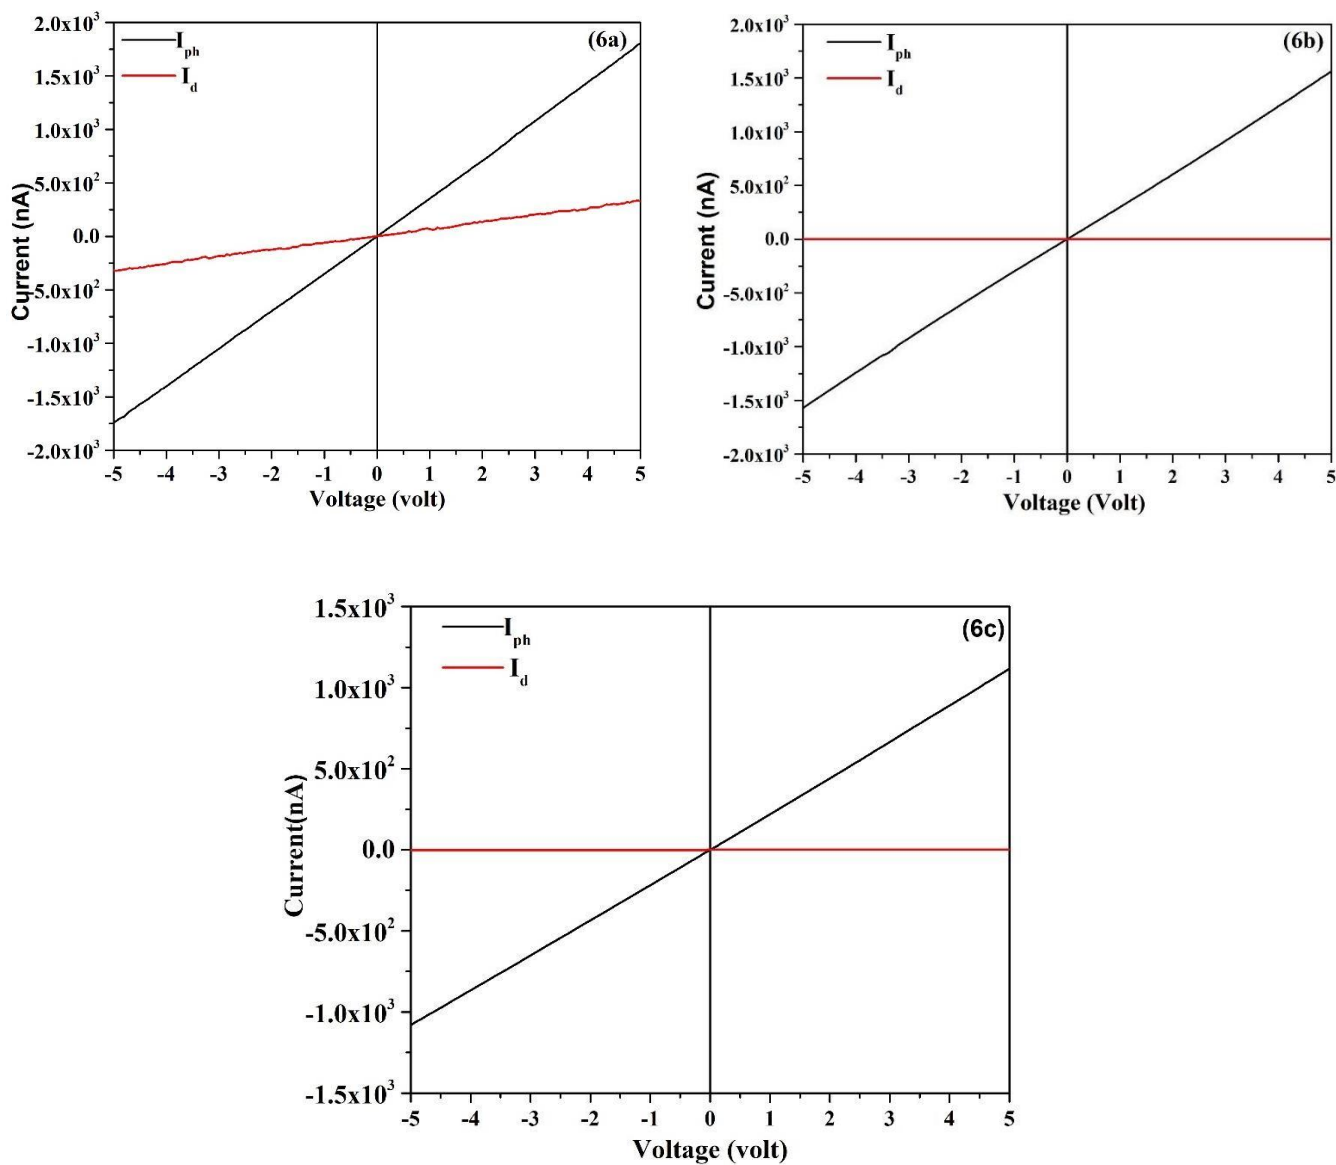 2.0x10³
I_ph
(6a)
1.5x10³
I_d
1.0x10³
5.0x10²
0.0
-5.0x10²
-1.0x10³
-1.5x10³
-2.0x10³
Current (nA)
-5 -4 -3 -2 -1 0 1 2 3 4 5
Voltage (volt)
2.0x10³
I_ph
(6b)
1.5x10³
I_d
1.0x10³
5.0x10²
0.0
-5.0x10²
-1.0x10³
-1.5x10³
-2.0x10³
Current (nA)
-5 -4 -3 -2 -1 0 1 2 3 4 5
Voltage (Volt)
1.5x10³
I_ph
(6c)
I_d
1.0x10³
5.0x10²
0.0
-5.0x10²
-1.0x10³
-1.5x10³
Current(nA)
-5 -4 -3 -2 -1 0 1 2 3 4 5
Voltage (volt)